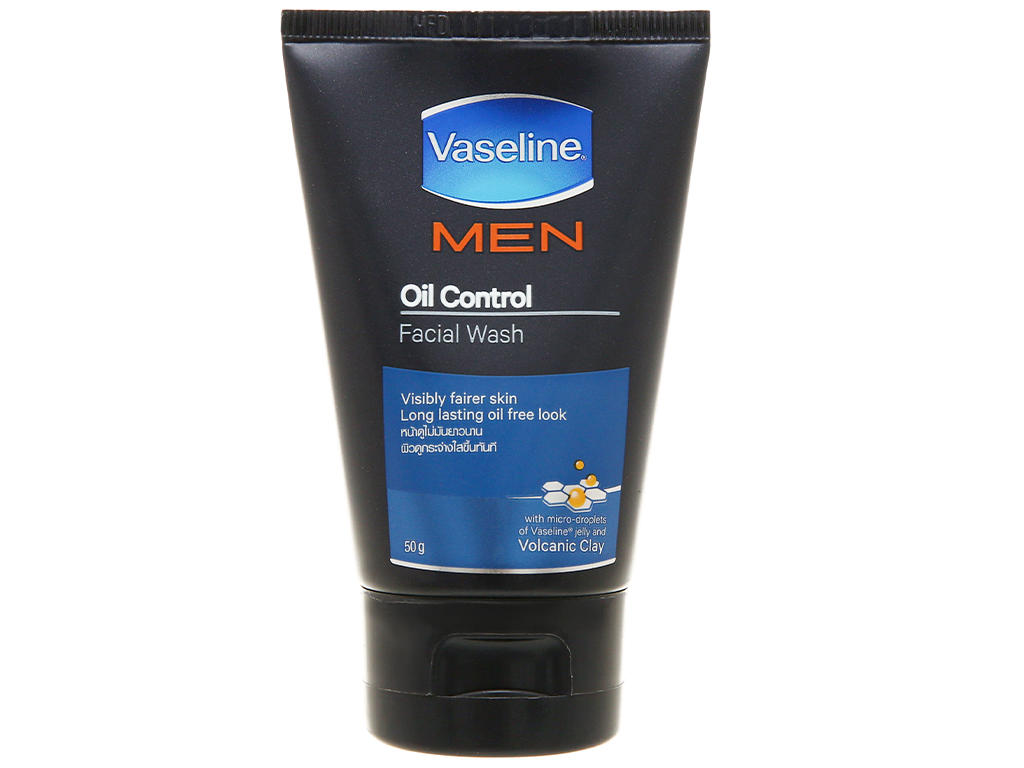 Vaseline®
MEN
Oil Control
Facial Wash
Visibly fairer skin
Long lasting oil free look
หน้าดูไม่มันยาวนาน
ผิวดูกระจ่างใสขึ้นทันที
with micro-droplets
of Vaseline® jelly and
50 g
Volcanic Clay